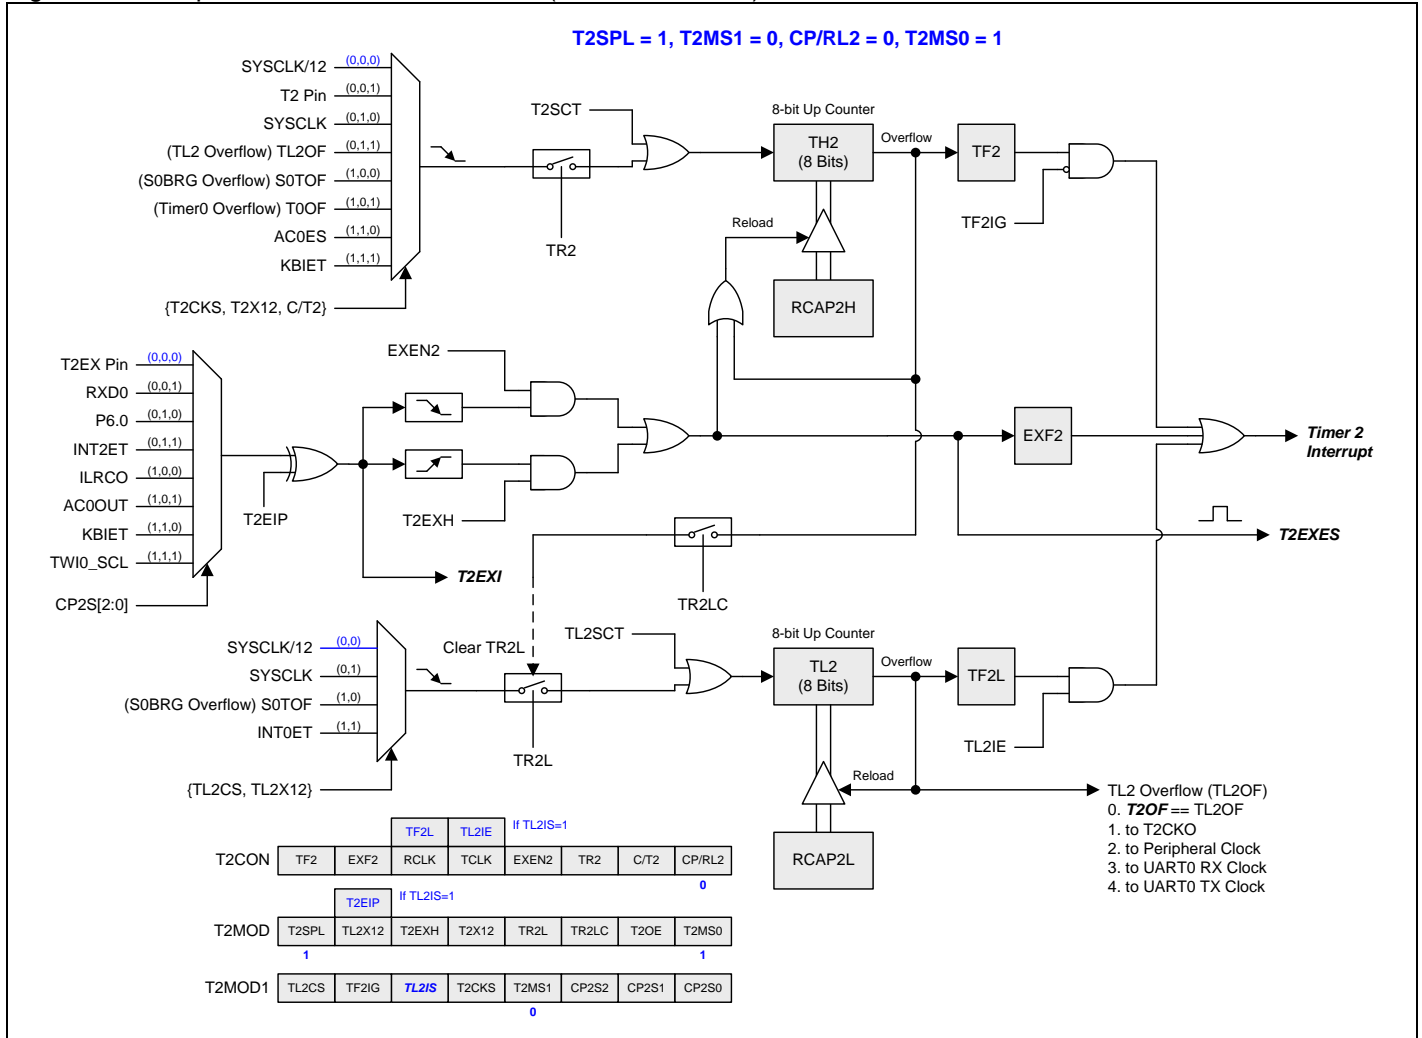 T2SPL = 1, T2MS1 = 0, CP/RL2 = 0, T2MS0 = 1
SYSCLK/12 (0,0,0)
T2 Pin (0,0,1)
SYSCLK (0,1,0)
(TL2 Overflow) TL2OF (0,1,1)
(S0BRG Overflow) S0TOF (1,0,0)
(Timer0 Overflow) T0OF (1,0,1)
AC0ES (1,1,0)
KBIET (1,1,1)
{T2CKS, T2X12, C/T2}
T2SCT
TR2
8-bit Up Counter
TH2
(8 Bits)
Overflow
TF2
TF2IG
Reload
RCAP2H
T2EX Pin (0,0,0)
RXD0 (0,0,1)
P6.0 (0,1,0)
INT2ET (0,1,1)
ILRCO (1,0,0)
AC0OUT (1,0,1)
KBIET (1,1,0)
TWI0_SCL (1,1,1)
CP2S[2:0]
T2EIP
EXEN2
T2EXH
T2EXI
EXF2
Timer 2
Interrupt
T2EXES
TR2LC
SYSCLK/12 (0,0)
SYSCLK (0,1)
(S0BRG Overflow) S0TOF (1,0)
INT0ET (1,1)
{TL2CS, TL2X12}
Clear TR2L
TR2L
TL2SCT
8-bit Up Counter
TL2
(8 Bits)
Overflow
TF2L
TL2IE
Reload
RCAP2L
TL2 Overflow (TL2OF)
0. T2OF == TL2OF
1. to T2CKO
2. to Peripheral Clock
3. to UART0 RX Clock
4. to UART0 TX Clock
TF2L TL2IE If TL2IS=1
T2CON TF2 EXF2 RCLK TCLK EXEN2 TR2 C/T2 CP/RL2
0
T2EIP If TL2IS=1
T2MOD T2SPL TL2X12 T2EXH T2X12 TR2L TR2LC T2OE T2MS0
1 1
T2MOD1 TL2CS TF2IG TL2IS T2CKS T2MS1 CP2S2 CP2S1 CP2S0
0